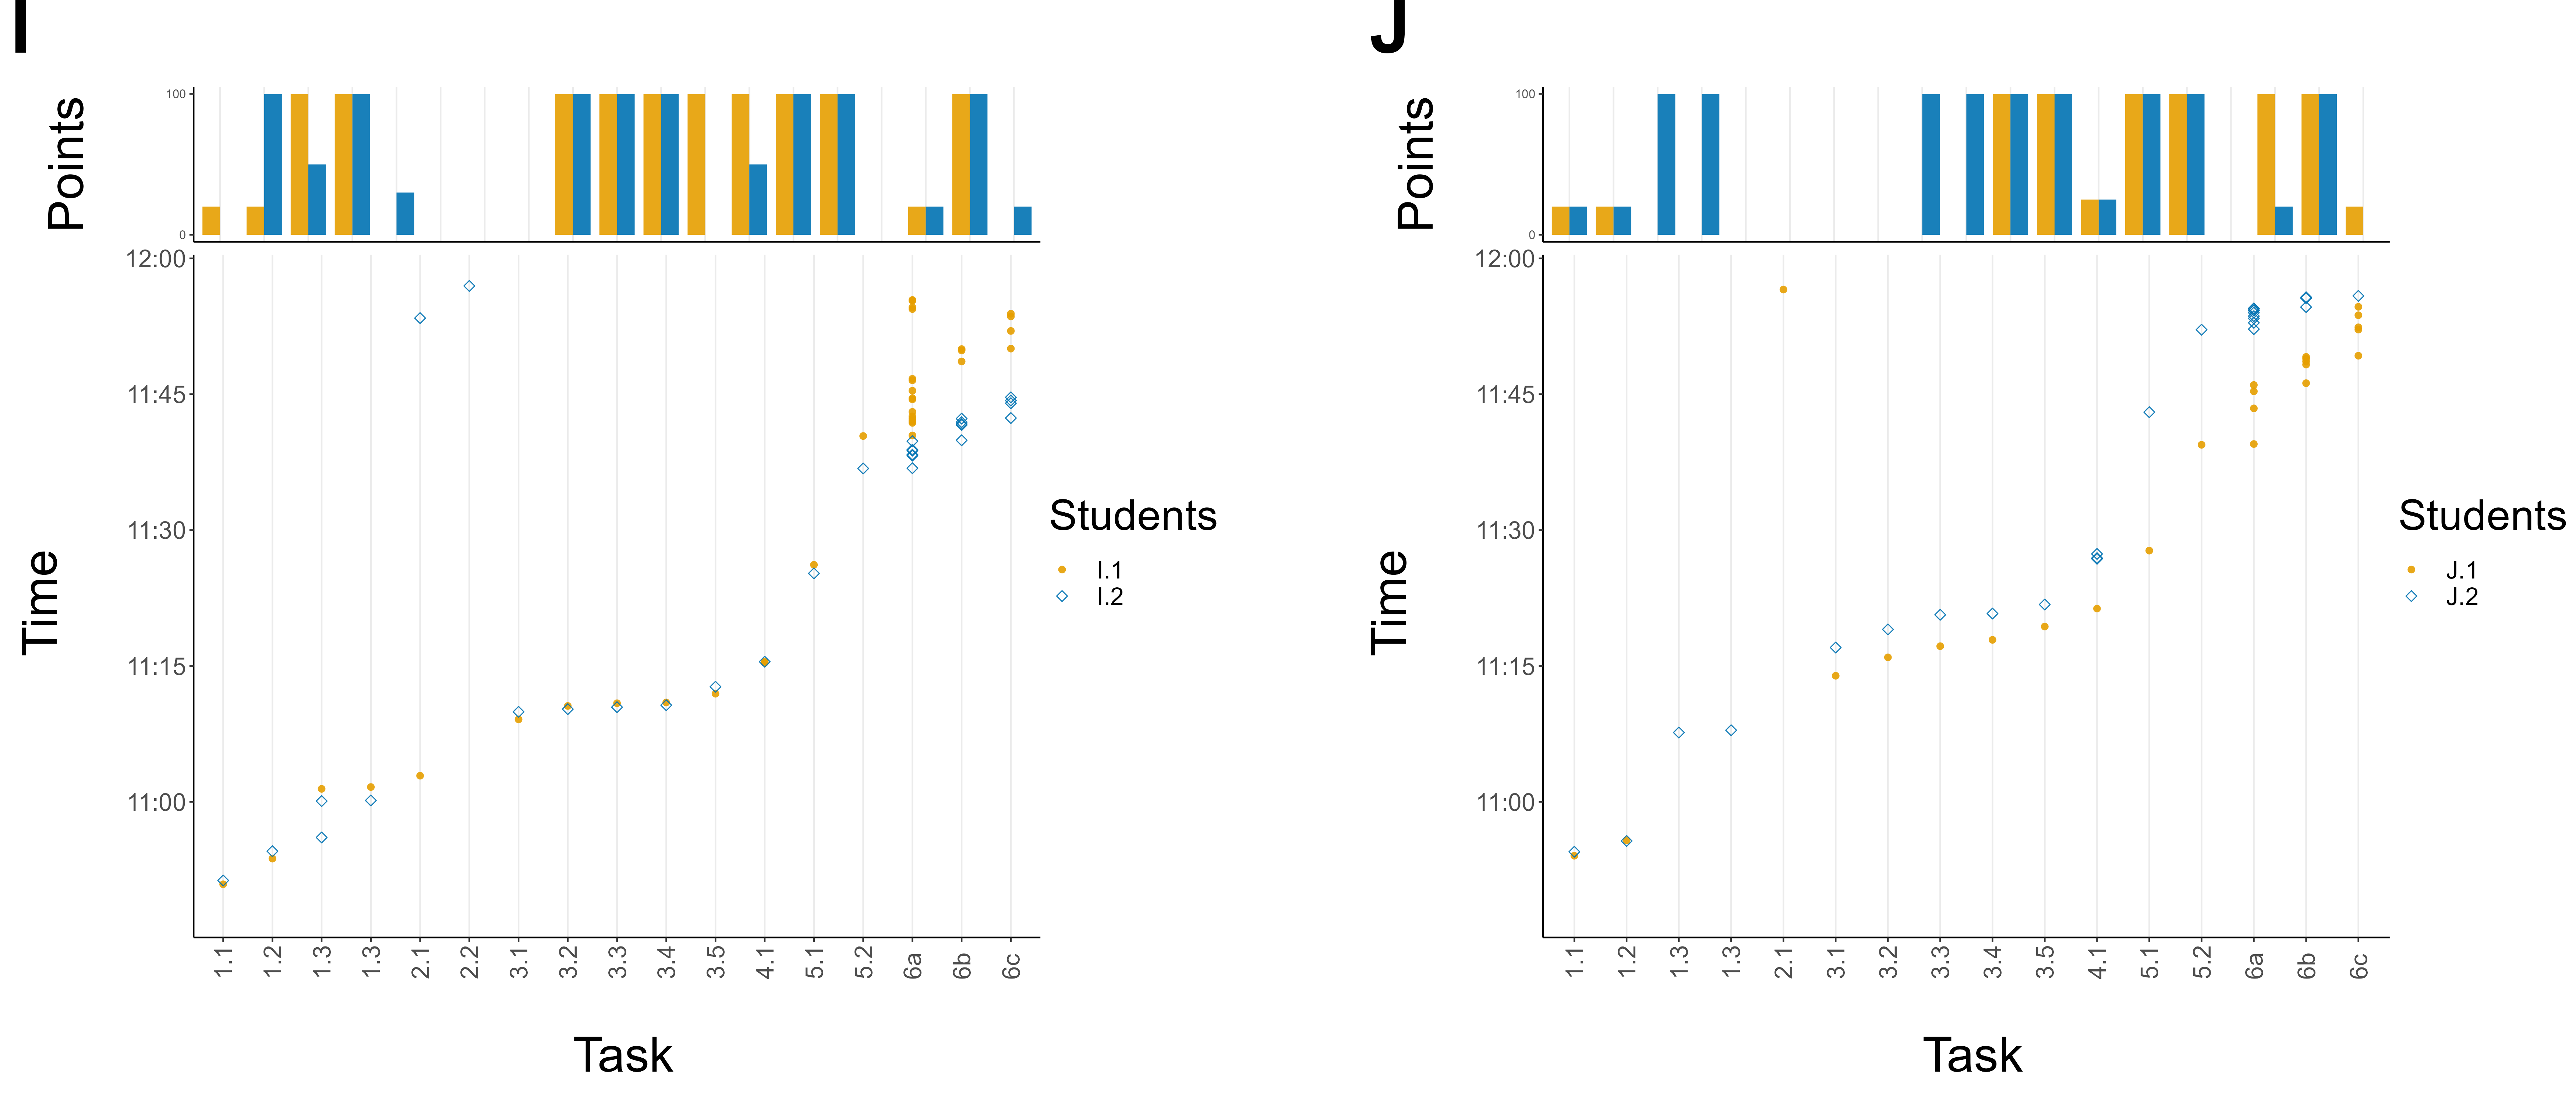 I
Points
100
0
Time
12:00
11:45
11:30
11:15
11:00
1.1 1.2 1.3 1.3 2.1 2.2 3.1 3.2 3.3 3.4 3.5 4.1 5.1 5.2 6a 6b 6c
Task
Students
I.1
I.2
J
Points
100
0
Time
12:00
11:45
11:30
11:15
11:00
1.1 1.2 1.3 1.3 2.1 3.1 3.2 3.3 3.4 3.5 4.1 5.1 5.2 6a 6b 6c
Task
Students
J.1
J.2